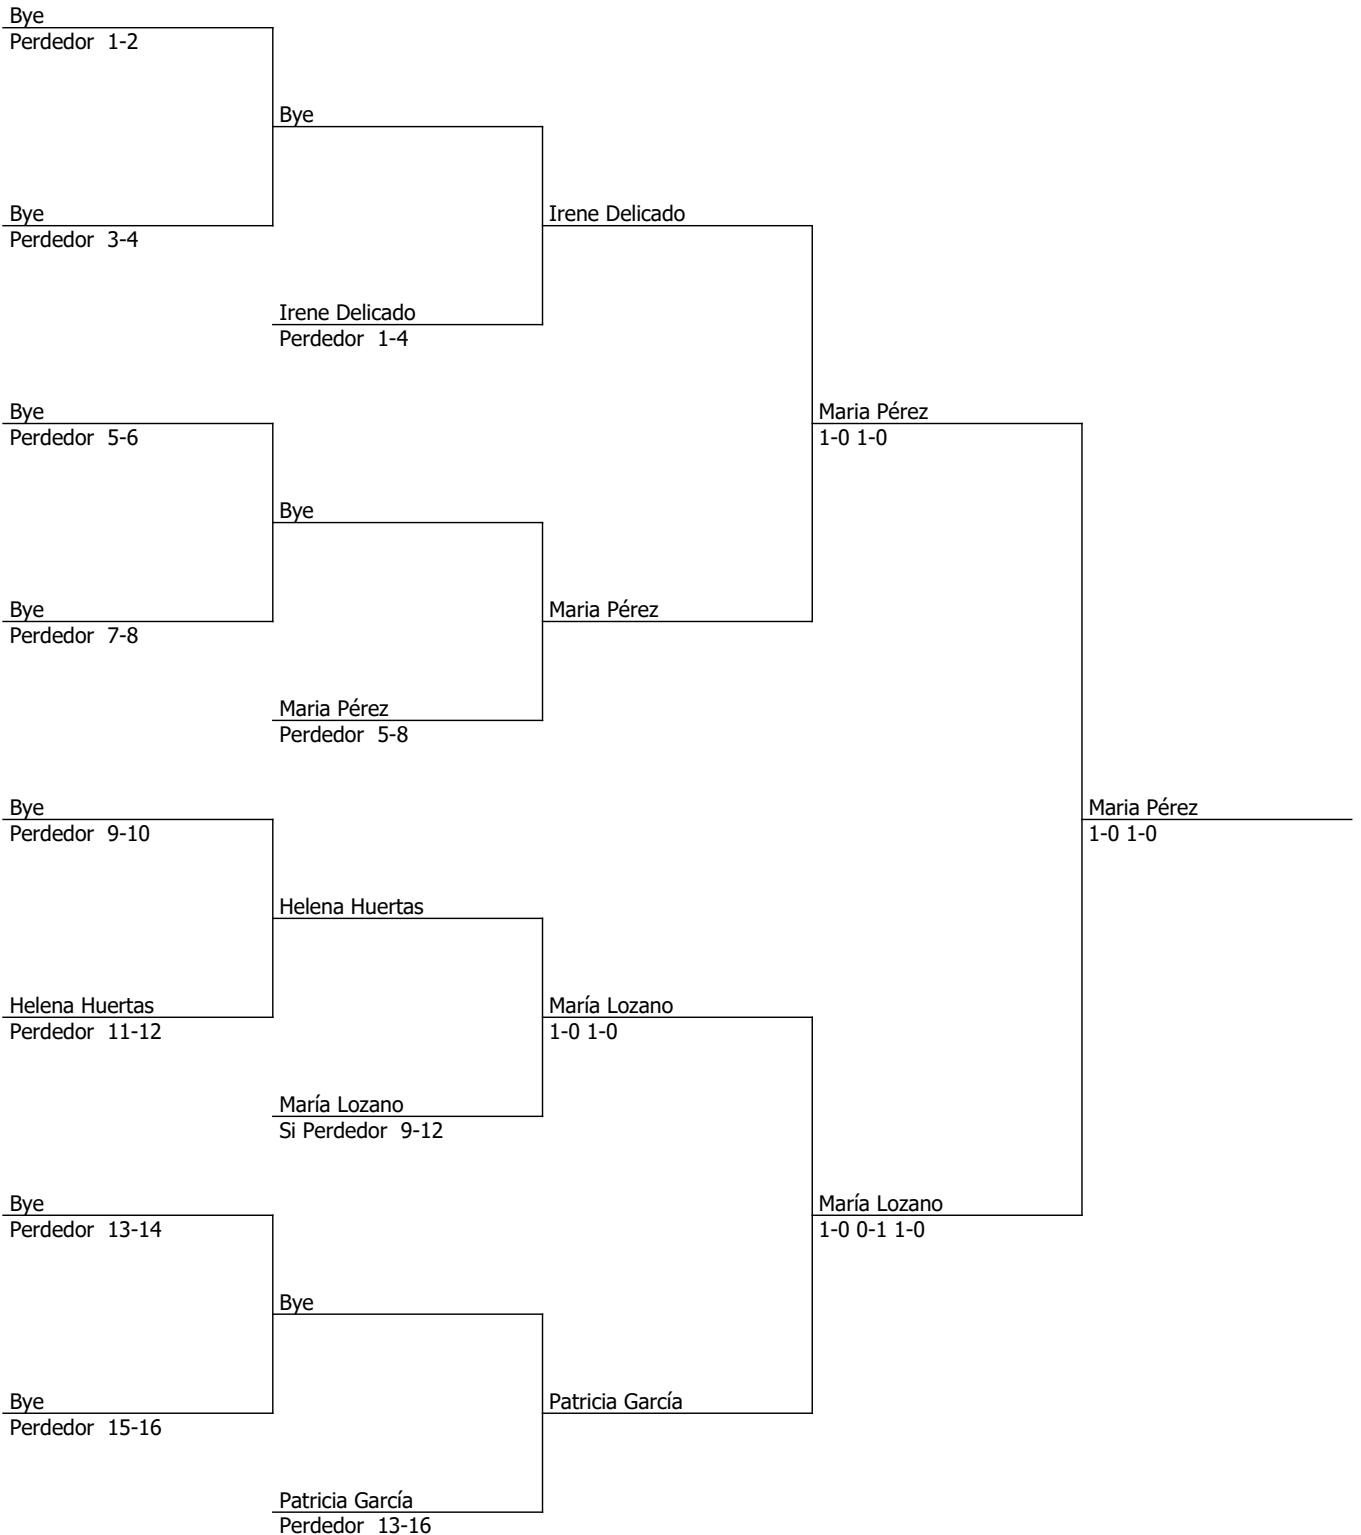 Bye
Perdedor 1-2
Bye
Bye
Perdedor 3-4
Irene Delicado
Irene Delicado
Perdedor 1-4
Bye
Perdedor 5-6
Maria Pérez
1-0 1-0
Bye
Bye
Perdedor 7-8
Maria Pérez
Maria Pérez
Perdedor 5-8
Bye
Perdedor 9-10
Maria Pérez
1-0 1-0
Helena Huertas
Helena Huertas
Perdedor 11-12
María Lozano
1-0 1-0
María Lozano
Si Perdedor 9-12
Bye
Perdedor 13-14
María Lozano
1-0 0-1 1-0
Bye
Bye
Perdedor 15-16
Patricia García
Patricia García
Perdedor 13-16